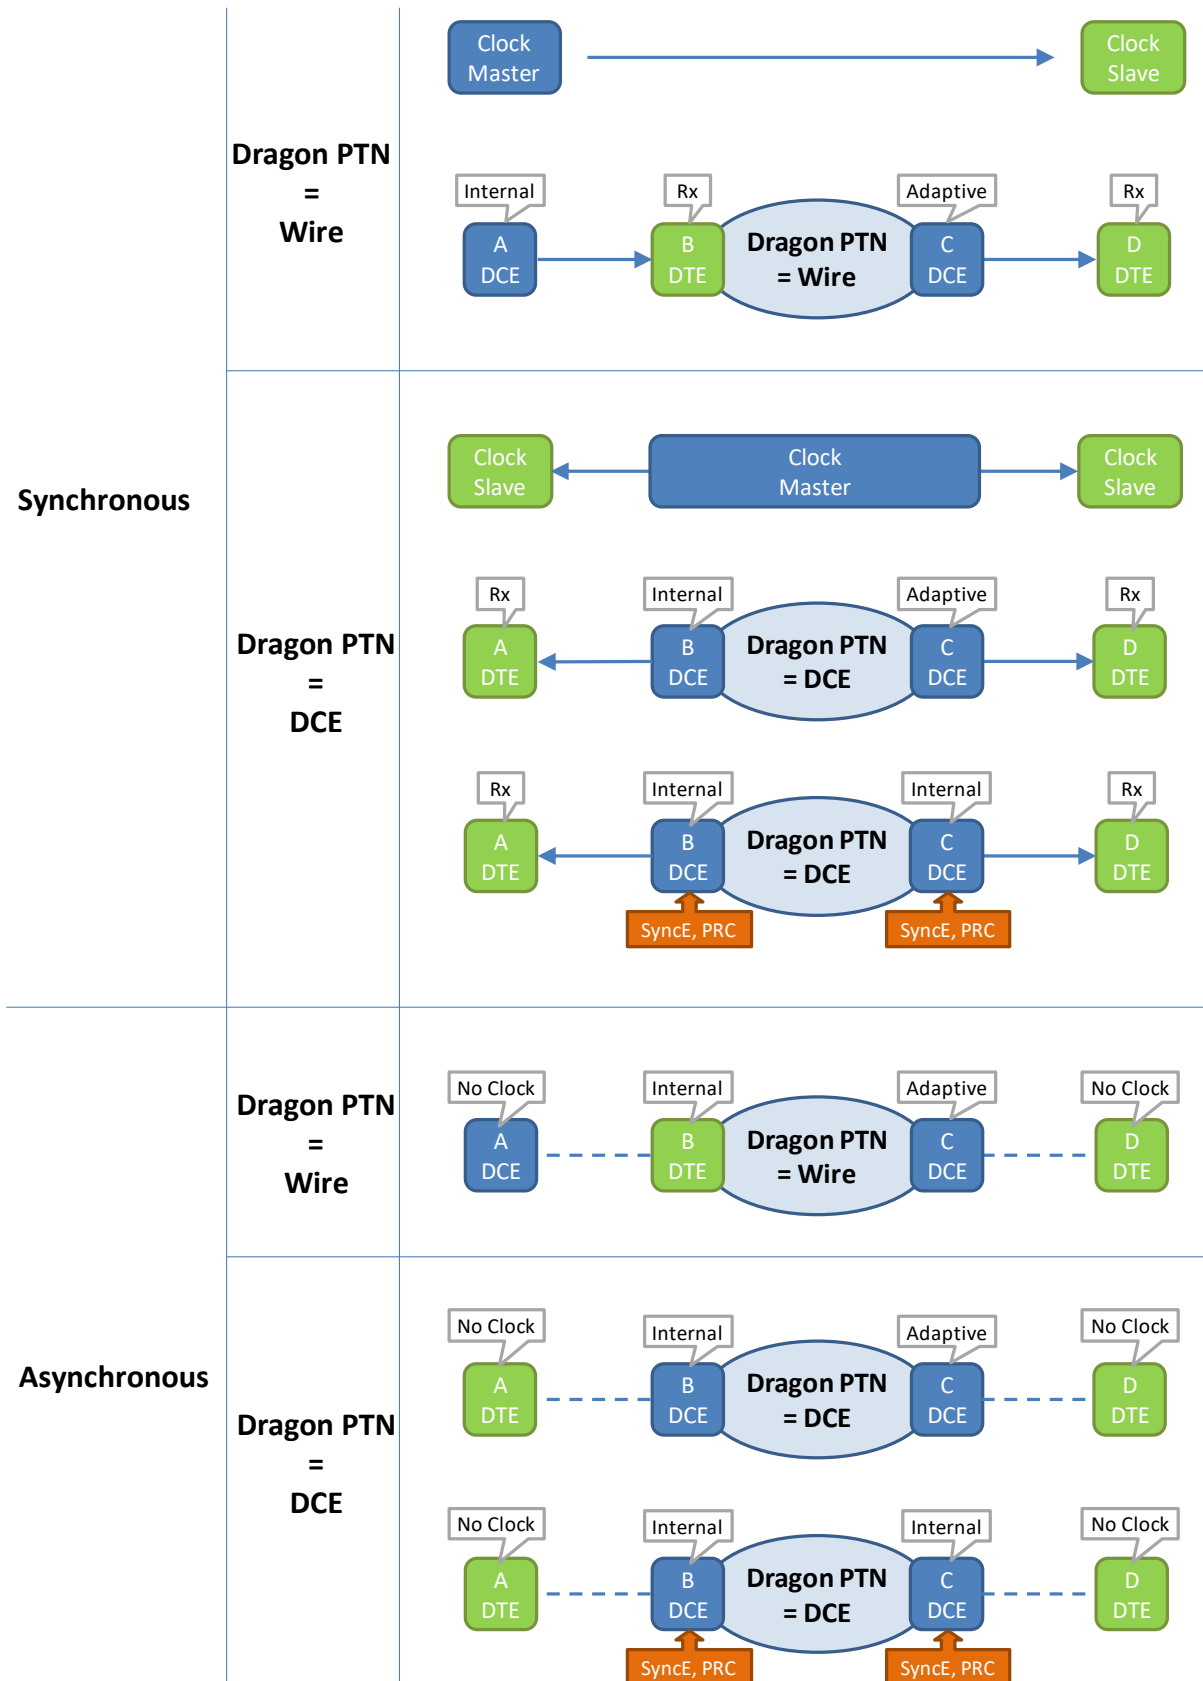 Synchronous
Dragon PTN
=
Wire
Clock
Master
Clock
Slave
Internal
Rx
Adaptive
Rx
A
DCE
B
DTE
Dragon PTN
= Wire
C
DCE
D
DTE
Dragon PTN
=
DCE
Clock
Slave
Clock
Master
Clock
Slave
Rx
Internal
Adaptive
Rx
A
DTE
B
DCE
Dragon PTN
= DCE
C
DCE
D
DTE
Rx
Internal
Internal
Rx
A
DTE
B
DCE
Dragon PTN
= DCE
C
DCE
D
DTE
SyncE, PRC
SyncE, PRC
Asynchronous
Dragon PTN
=
Wire
No Clock
Internal
Adaptive
No Clock
A
DCE
B
DTE
Dragon PTN
= Wire
C
DCE
D
DTE
Dragon PTN
=
DCE
No Clock
Internal
Adaptive
No Clock
A
DTE
B
DCE
Dragon PTN
= DCE
C
DCE
D
DTE
No Clock
Internal
Internal
No Clock
A
DTE
B
DCE
Dragon PTN
= DCE
C
DCE
D
DTE
SyncE, PRC
SyncE, PRC